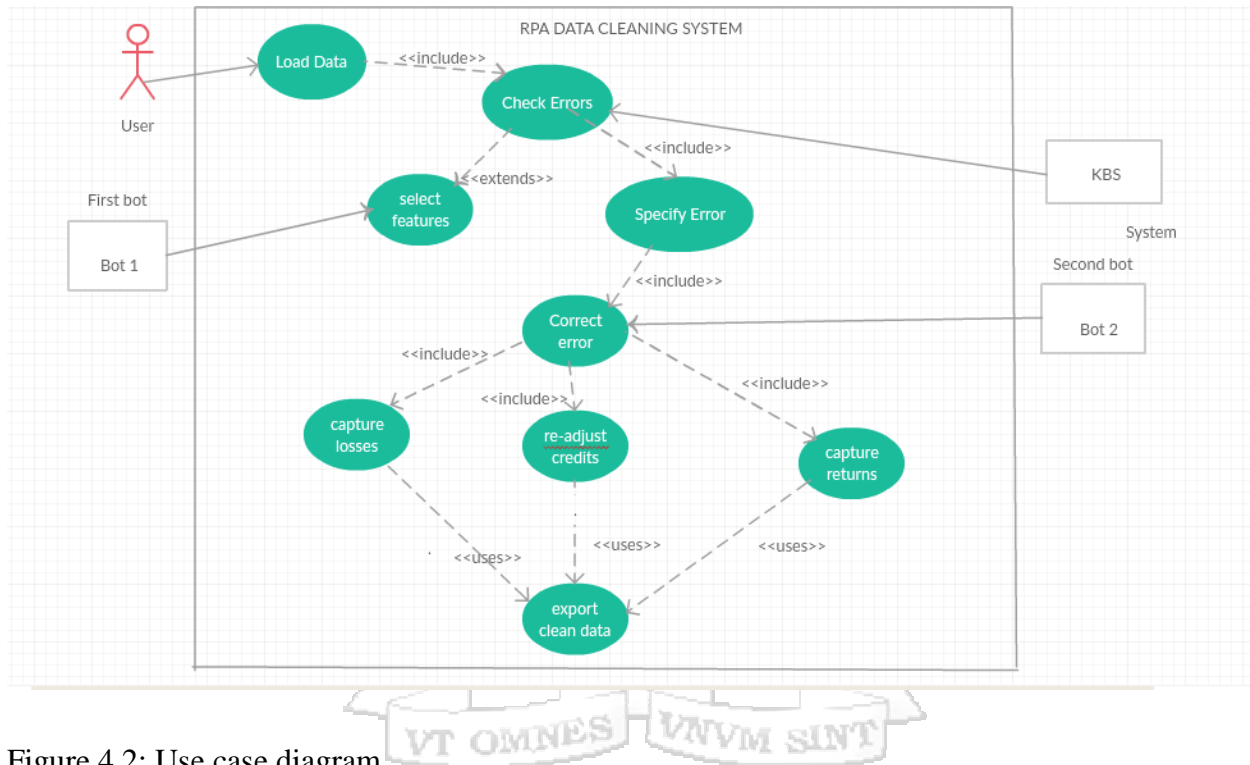 RPA DATA CLEANING SYSTEM
Load Data
<<include>>
Check Errors
User
<<include>>
KBS
<<extends>>
select
features
Specify Error
First bot
System
Bot 1
Second bot
<<include>>
Correct
error
Bot 2
<<include>>
<<include>>
<<include>>
capture
losses
re-adjust
credits
capture
returns
<<uses>>
<<uses>>
<<uses>>
export
clean data
VT OMNES VNVM SINT
Figure 4.2: Use case diagram